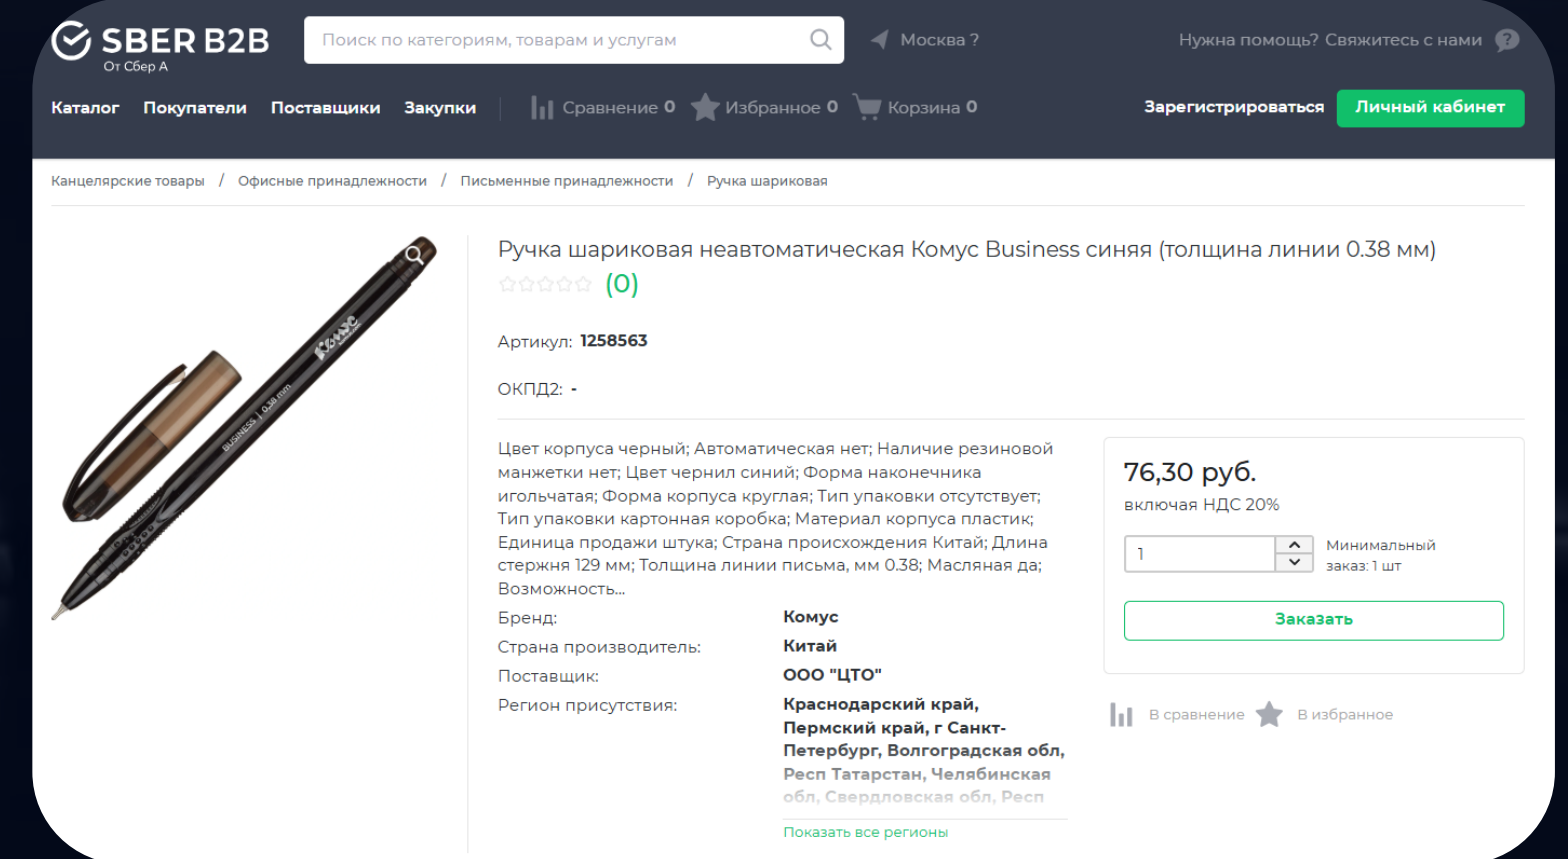 SBER B2B
От Сбер А
Поиск по категориям, товарам и услугам
Москва ?
Нужна помощь? Свяжитесь с нами ?
Каталог Покупатели Поставщики Закупки
Сравнение 0 Избранное 0 Корзина 0
Зарегистрироваться Личный кабинет
Канцелярские товары / Офисные принадлежности / Письменные принадлежности / Ручка шариковая
Комус
BUSINESS | 0,38 mm
Ручка шариковая неавтоматическая Комус Business синяя (толщина линии 0.38 мм)
(0)
Артикул: 1258563
ОКПД2: -
Цвет корпуса черный; Автоматическая нет; Наличие резиновой
манжетки нет; Цвет чернил синий; Форма наконечника
игольчатая; Форма корпуса круглая; Тип упаковки отсутствует;
Тип упаковки картонная коробка; Материал корпуса пластик;
Единица продажи штука; Страна происхождения Китай; Длина
стержня 129 мм; Толщина линии письма, мм 0.38; Масляная да;
Возможность...
Бренд: Комус
Страна производитель: Китай
Поставщик: ООО "ЦТО"
Регион присутствия: Краснодарский край,
Пермский край, г Санкт-
Петербург, Волгоградская обл,
Респ Татарстан, Челябинская
обл, Свердловская обл, Респ
Показать все регионы
76,30 руб.
включая НДС 20%
1
Минимальный
заказ: 1 шт
Заказать
В сравнение В избранное